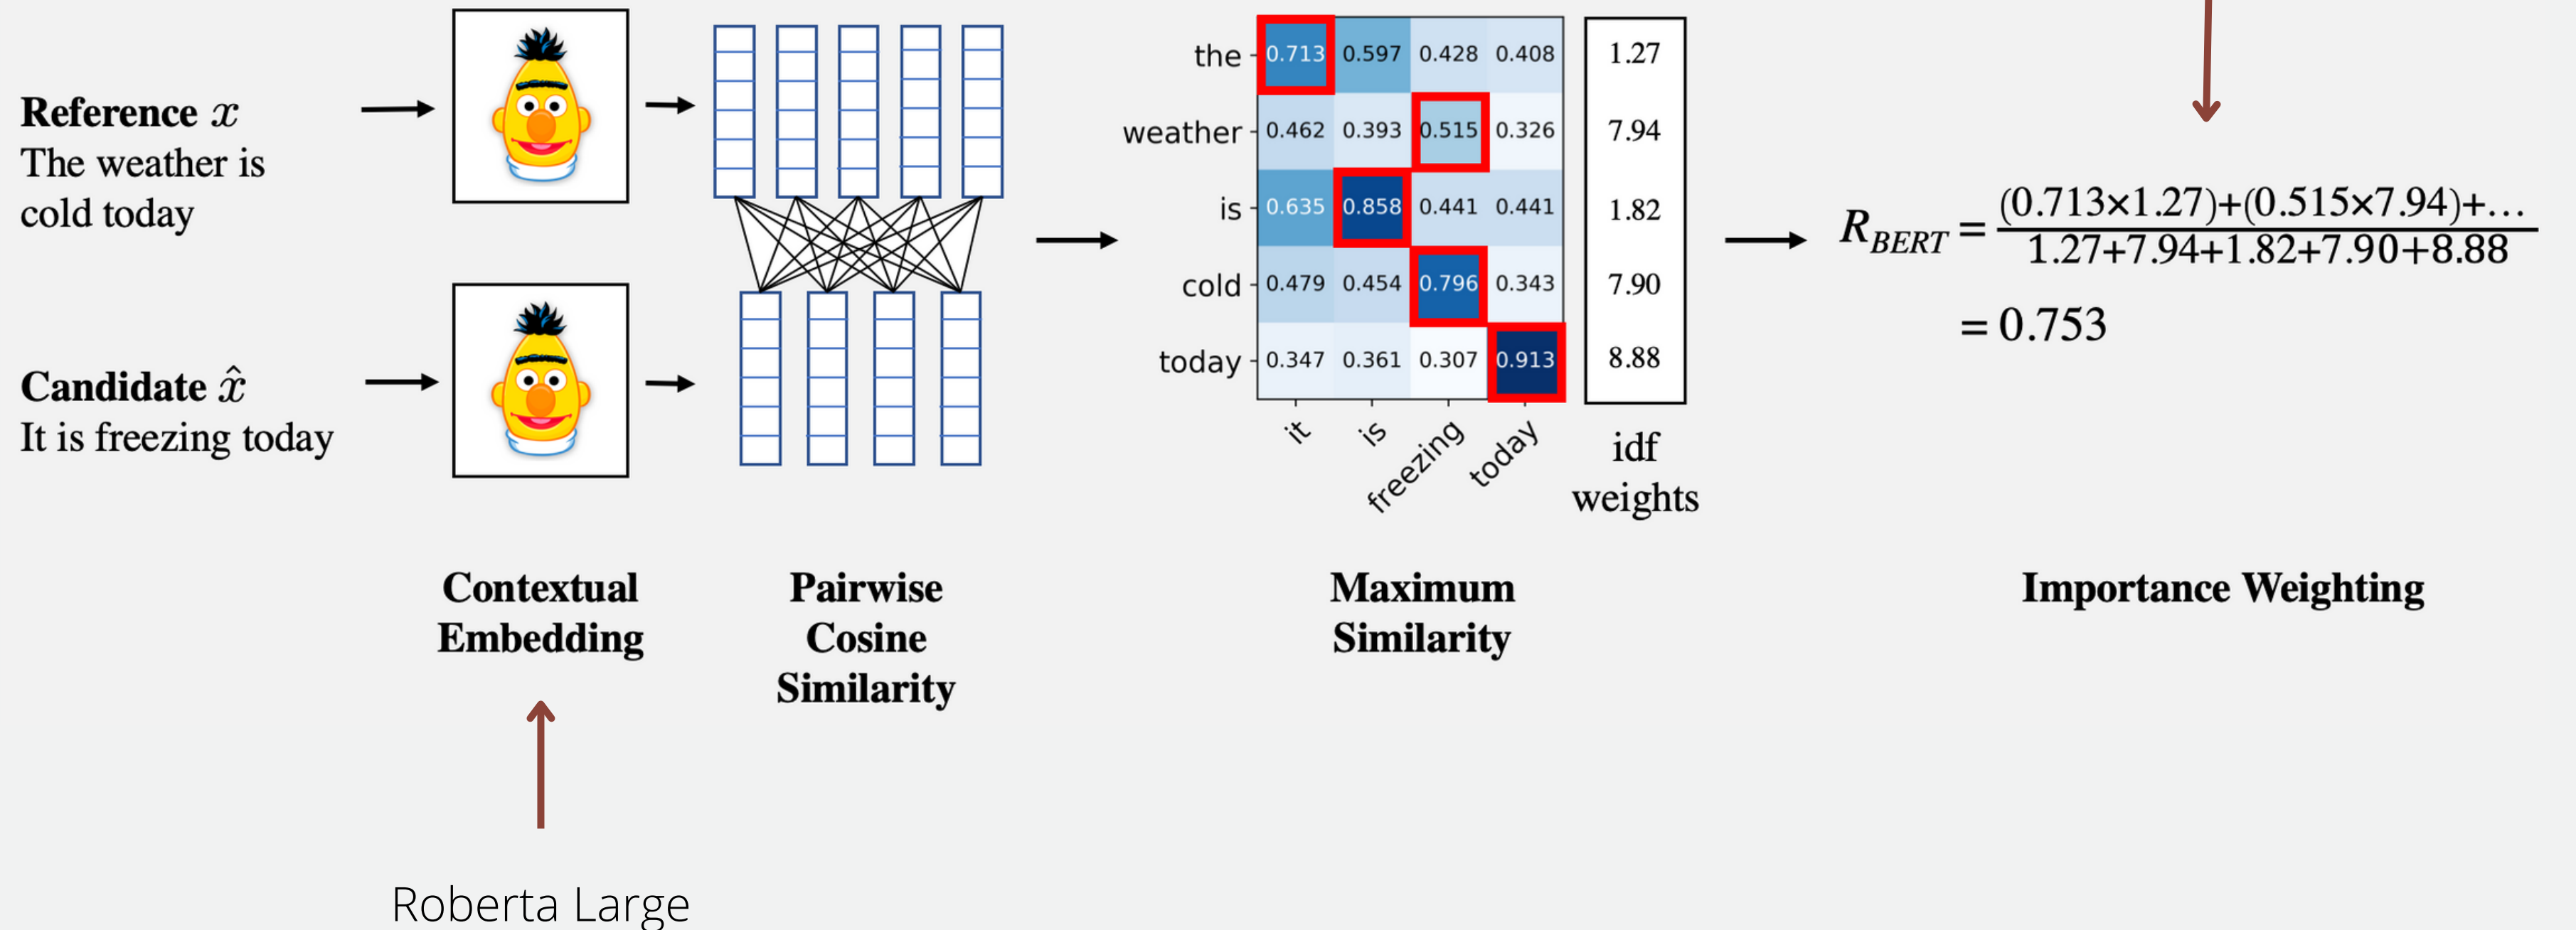 Reference x
The weather is
cold today
Candidate x̂
It is freezing today
Contextual
Embedding
Roberta Large
Pairwise
Cosine
Similarity
the 0.713 0.597 0.428 0.408 1.27
weather 0.462 0.393 0.515 0.326 7.94
is 0.635 0.858 0.441 0.441 1.82
cold 0.479 0.454 0.796 0.343 7.90
today 0.347 0.361 0.307 0.913 8.88
it is freezing today
idf
weights
Maximum
Similarity
(0.713×1.27)+(0.515×7.94)+...
R_BERT =
1.27+7.94+1.82+7.90+8.88
= 0.753
Importance Weighting